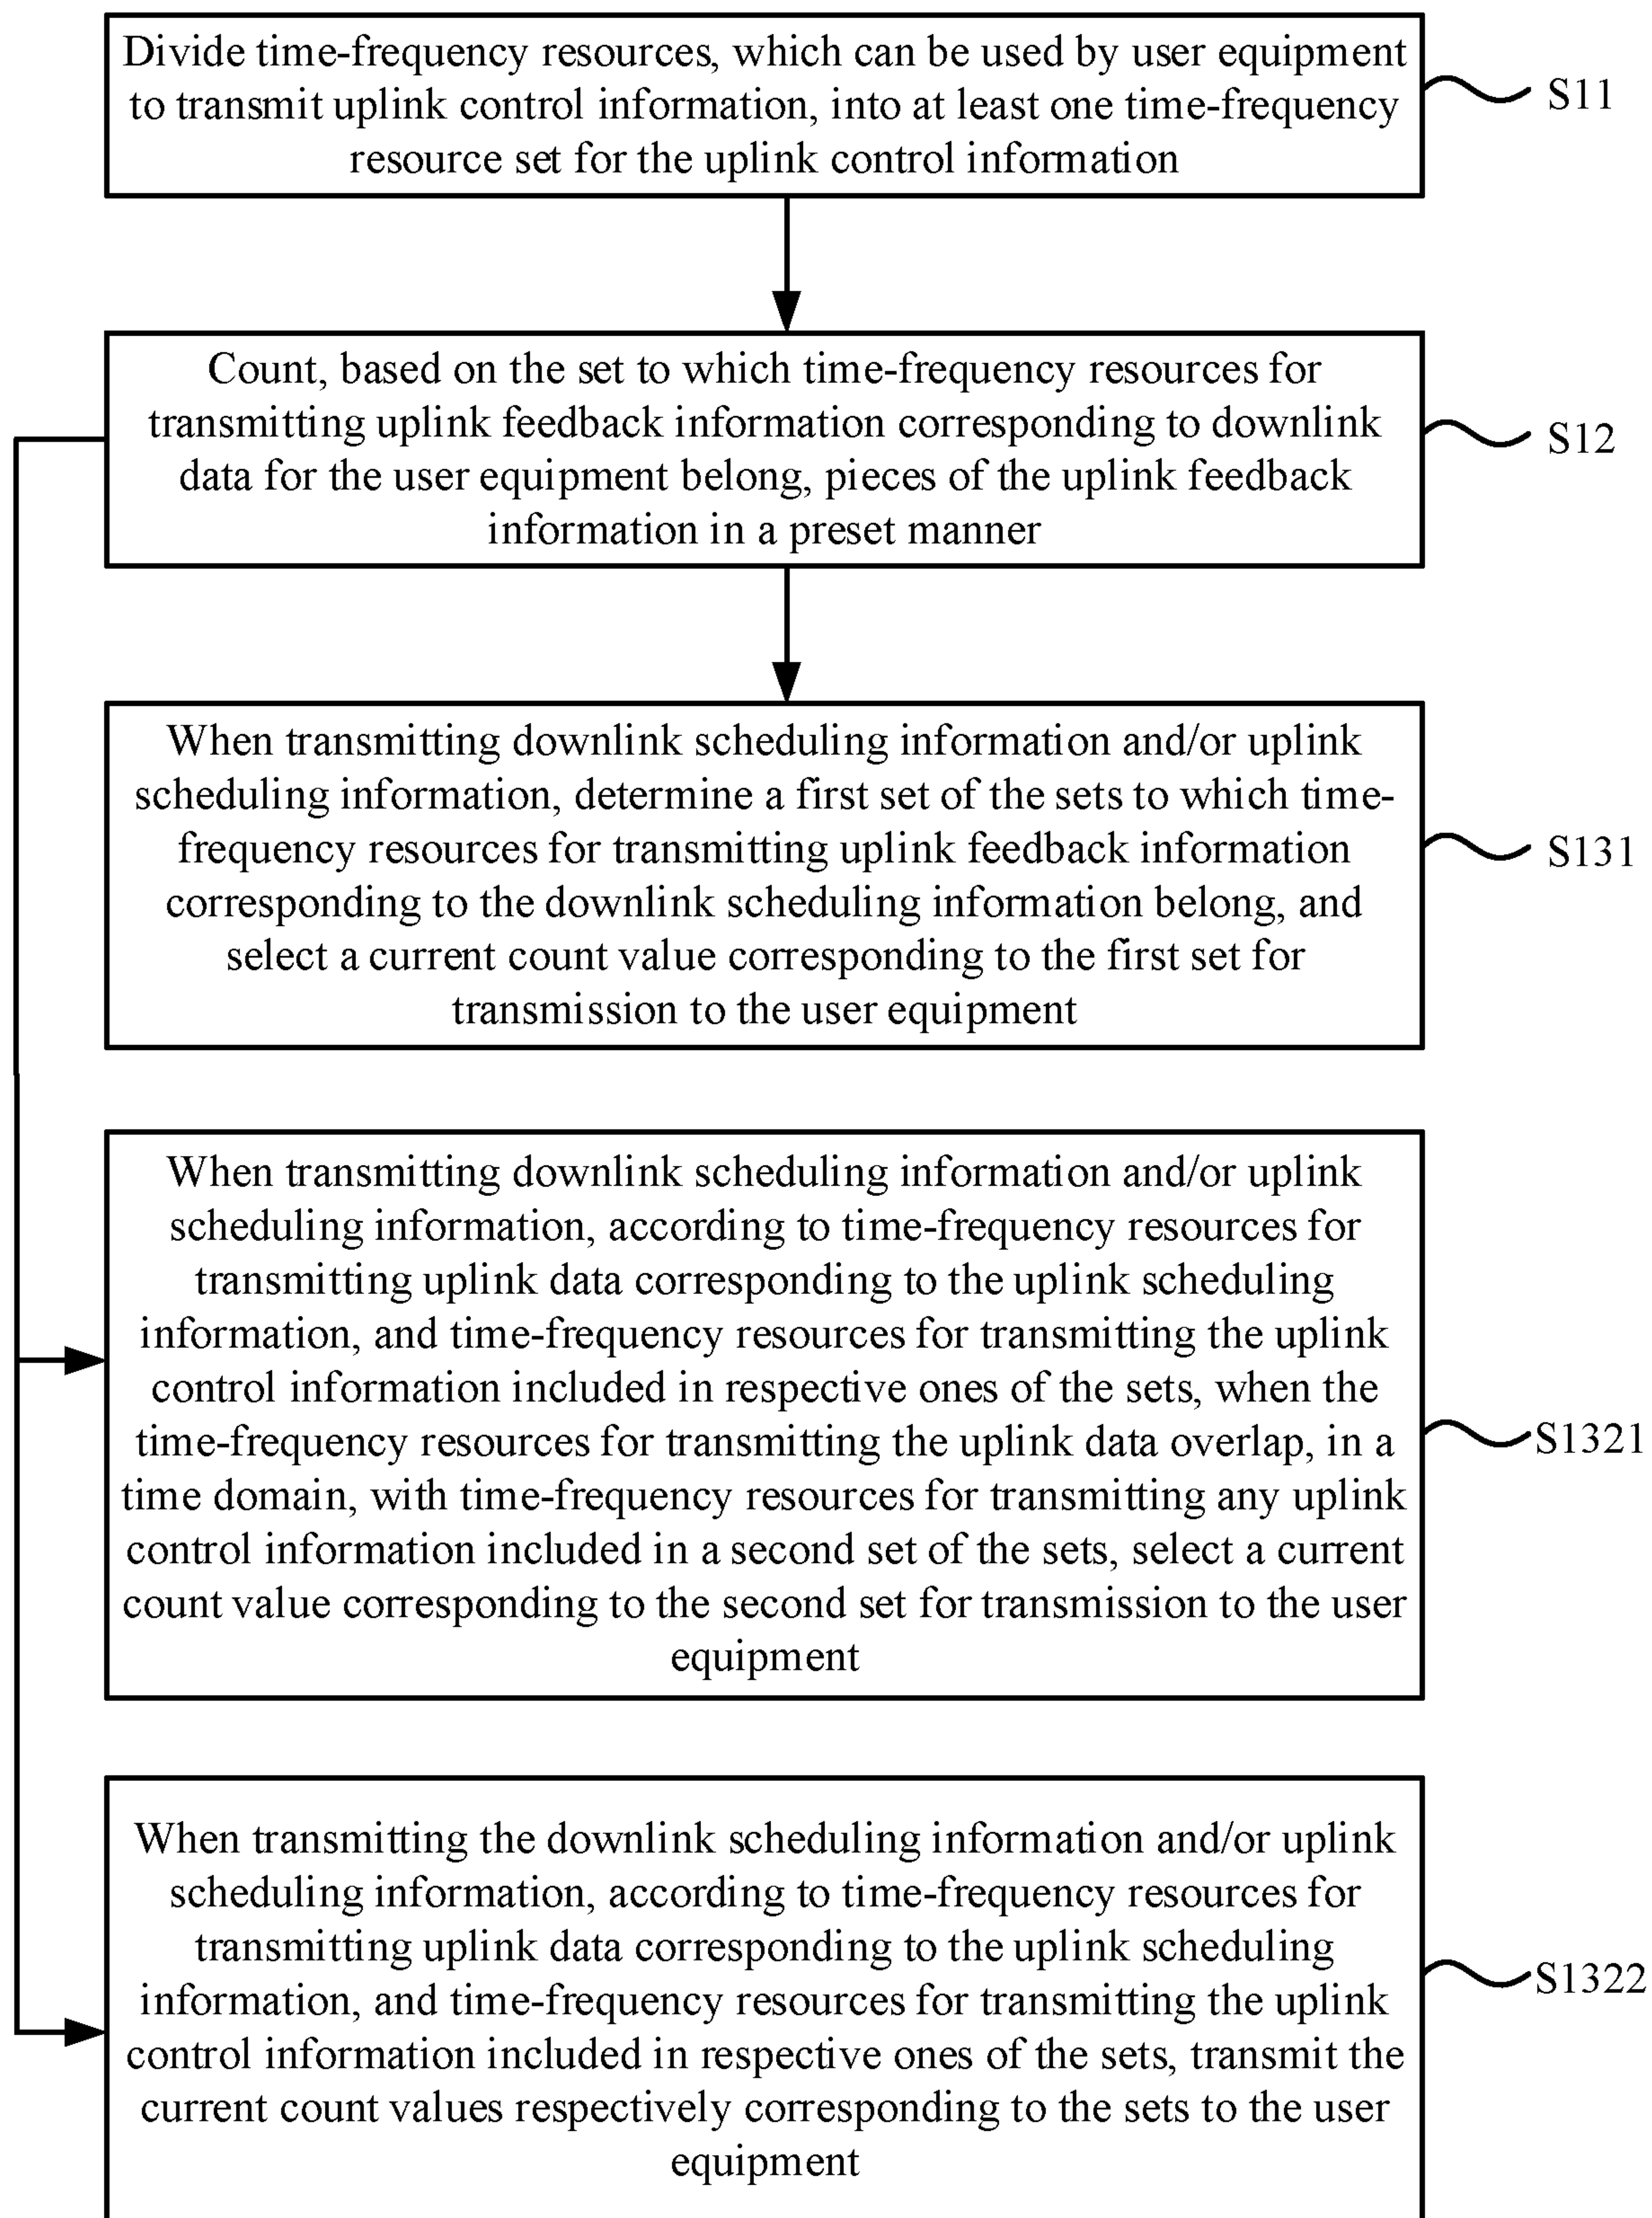 Divide time-frequency resources, which can be used by user equipment
to transmit uplink control information, into at least one time-frequency
resource set for the uplink control information
S11
Count, based on the set to which time-frequency resources for
transmitting uplink feedback information corresponding to downlink
data for the user equipment belong, pieces of the uplink feedback
information in a preset manner
S12
When transmitting downlink scheduling information and/or uplink
scheduling information, determine a first set of the sets to which time-
frequency resources for transmitting uplink feedback information
corresponding to the downlink scheduling information belong, and
select a current count value corresponding to the first set for
transmission to the user equipment
S131
When transmitting downlink scheduling information and/or uplink
scheduling information, according to time-frequency resources for
transmitting uplink data corresponding to the uplink scheduling
information, and time-frequency resources for transmitting the uplink
control information included in respective ones of the sets, when the
time-frequency resources for transmitting the uplink data overlap, in a
time domain, with time-frequency resources for transmitting any uplink
control information included in a second set of the sets, select a current
count value corresponding to the second set for transmission to the user
equipment
S1321
When transmitting the downlink scheduling information and/or uplink
scheduling information, according to time-frequency resources for
transmitting uplink data corresponding to the uplink scheduling
information, and time-frequency resources for transmitting the uplink
control information included in respective ones of the sets, transmit the
current count values respectively corresponding to the sets to the user
equipment
S1322